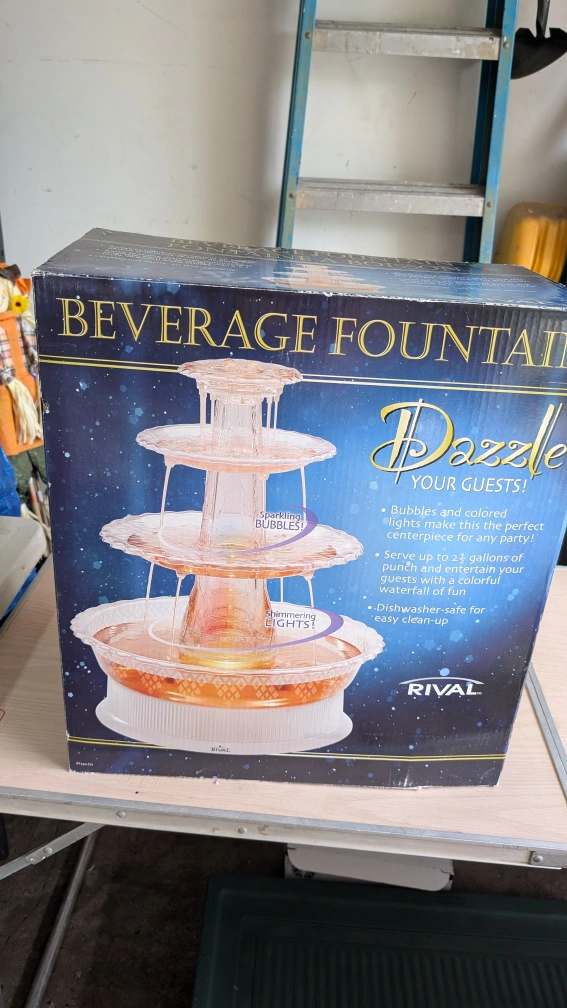 BEVERAGE FOUNTAI
Dazzle
YOUR GUESTS!
• Bubbles and colored
lights make this the perfect
centerpiece for any party!
• Serve up to 2¾ gallons of
punch and entertain your
guests with a colorful
waterfall of fun
• Dishwasher-safe for
easy clean-up
Sparkling
BUBBLES!
Shimmering
LIGHTS!
RIVAL
RIVAL